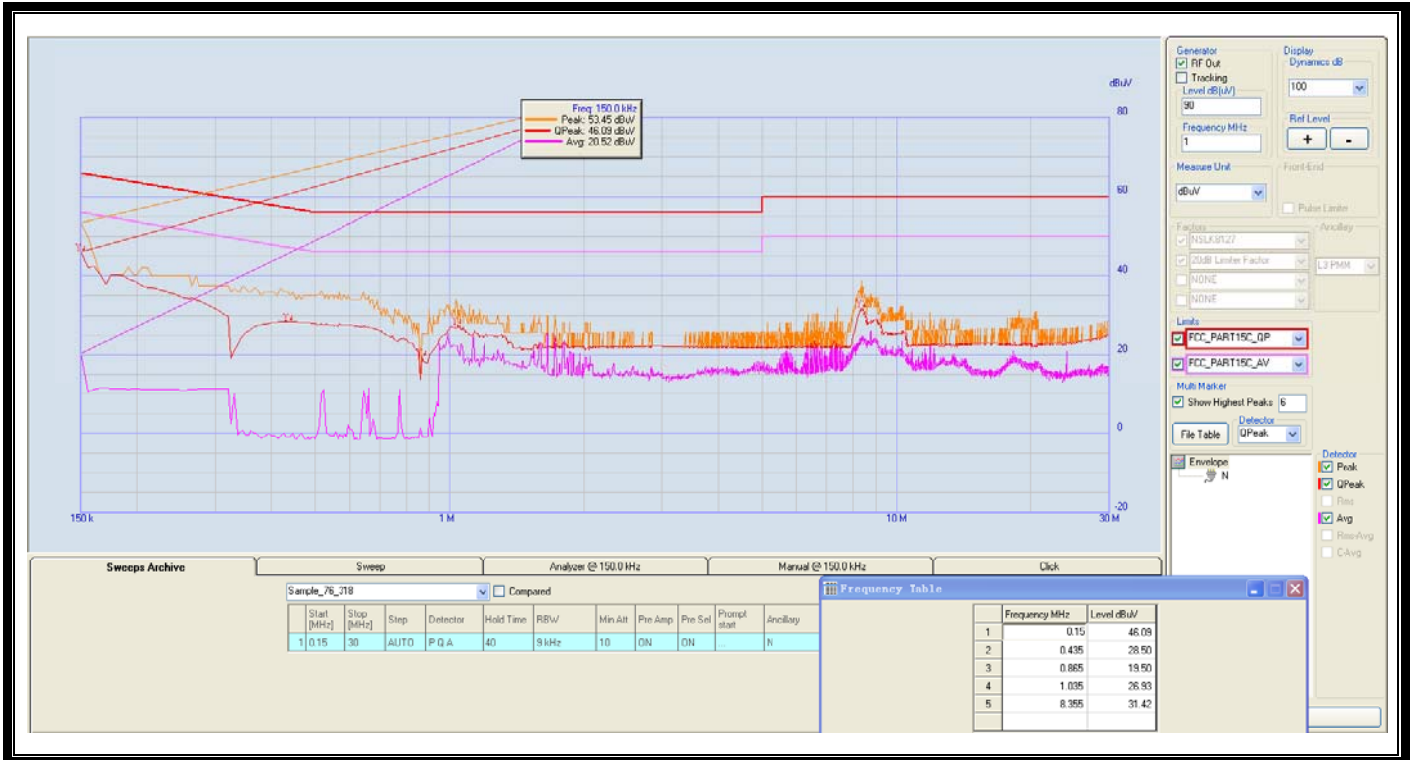 dBuV
80
60
40
20
0
-20
150 k
1 M
10 M
30 M
Freq: 150.0 kHz
Peak: 53.45 dBuV
QPeak: 46.09 dBuV
Avg: 20.52 dBuV
Generator
RF Out
Tracking
Level dB(uV)
90
Frequency MHz
1
Display
Dynamics dB
100
Ref Level
+ -
Measure Unit
dBuV
Front-End
Pulse Limiter
Factors
NSLK8127
20dB Limiter Factor
NONE
NONE
Ancillary
L3 PMM
Limits
FCC_PART15C_QP
FCC_PART15C_AV
Multi Marker
Show Highest Peaks 6
File Table
Detector
QPeak
Envelope
N
Detector
Peak
QPeak
Rms
Avg
Rms-Avg
C-Avg
Sweeps Archive Sweep Analyzer @ 150.0 kHz Manual @ 150.0 kHz Click
Sample_76_318 Compared
Start [MHz] Stop [MHz] Step Detector Hold Time RBW Min Att Pre Amp Pre Sel Prompt start Ancillary
1 0.15 30 AUTO P Q A 40 9 kHz 10 ON ON ... N
Frequency Table
Frequency MHz Level dBuV
1 0.15 46.09
2 0.435 28.50
3 0.865 19.50
4 1.035 26.93
5 8.355 31.42